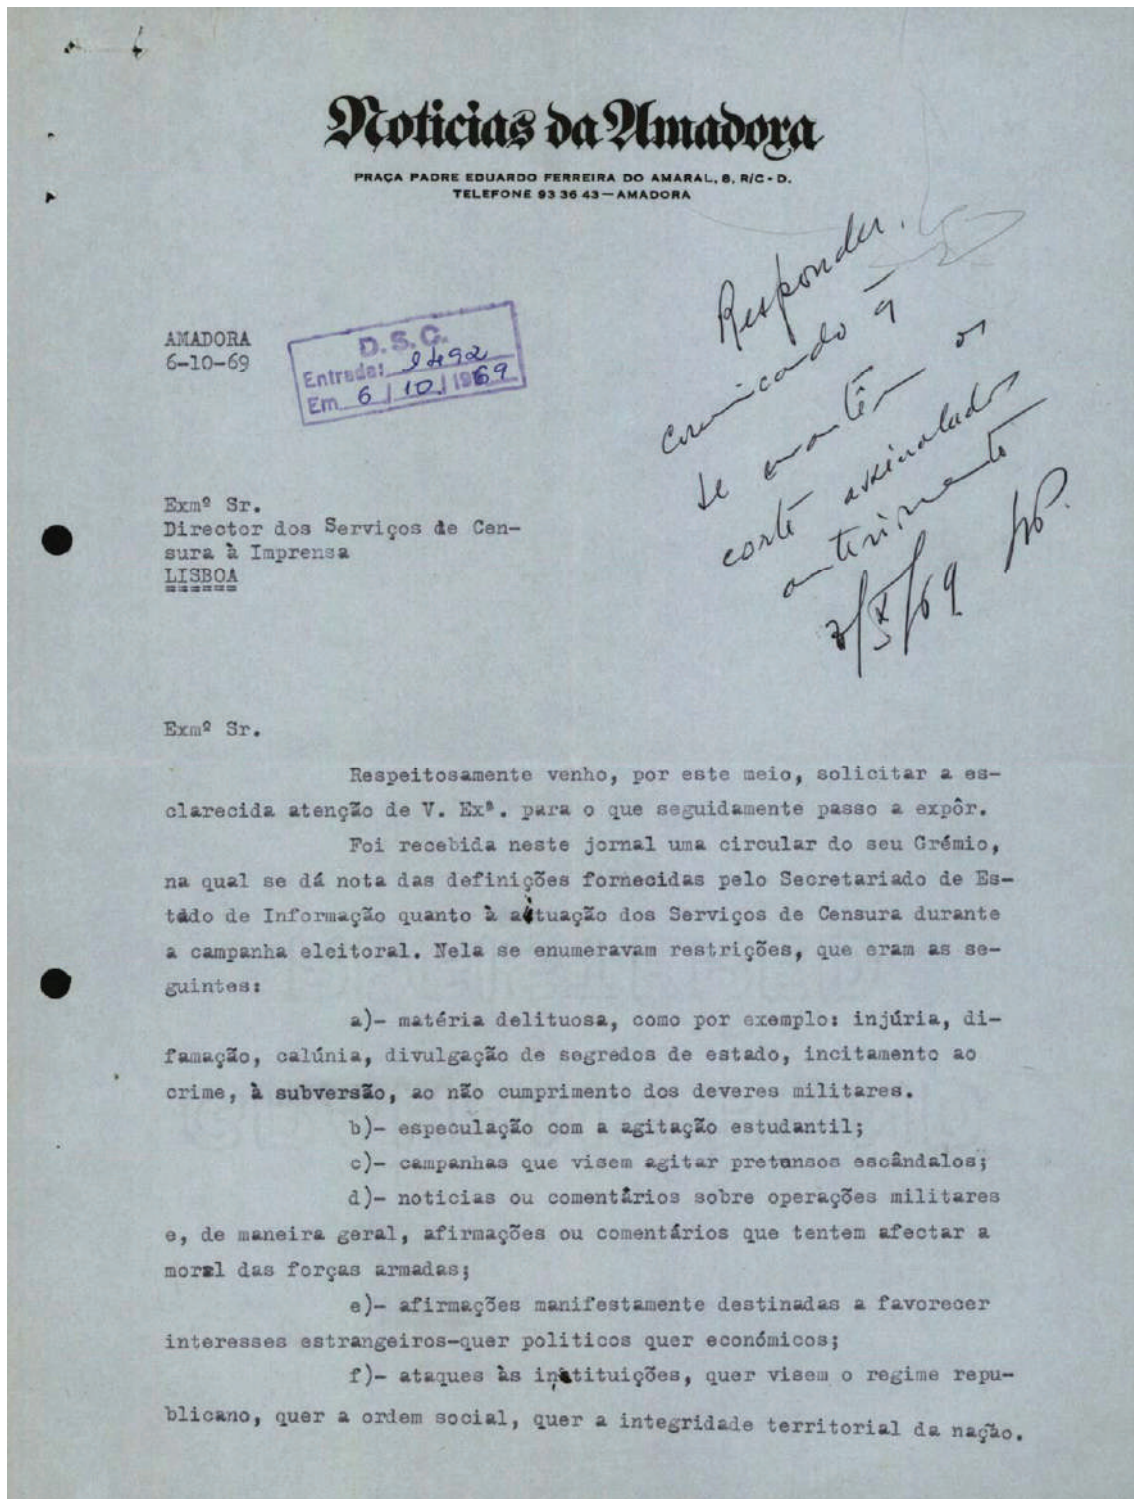 Noticias da Amadora
PRAÇA PADRE EDUARDO FERREIRA DO AMARAL, 8, R/C - D.
TELEFONE 93 36 43 — AMADORA
Responder.
comunicando q
se mantêm os
cortes assinalados
anteriormente
7/X/69
AMADORA
6-10-69
D.S.C.
Entrada: 9492
Em 6/10/1969
Exmº Sr.
Director dos Serviços de Cen-
sura à Imprensa
LISBOA
======
Exmº Sr.
Respeitosamente venho, por este meio, solicitar a es-
clarecida atenção de V. Exª. para o que seguidamente passo a expôr.
Foi recebida neste jornal uma circular do seu Grémio,
na qual se dá nota das definições fornecidas pelo Secretariado de Es-
tado de Informação quanto à actuação dos Serviços de Censura durante
a campanha eleitoral. Nela se enumeravam restrições, que eram as se-
guintes:
a)- matéria delituosa, como por exemplo: injúria, di-
famação, calúnia, divulgação de segredos de estado, incitamento ao
crime, à subversão, ao não cumprimento dos deveres militares.
b)- especulação com a agitação estudantil;
c)- campanhas que visem agitar pretensos escândalos;
d)- noticias ou comentários sobre operações militares
e, de maneira geral, afirmações ou comentários que tentem afectar a
moral das forças armadas;
e)- afirmações manifestamente destinadas a favorecer
interesses estrangeiros-quer politicos quer económicos;
f)- ataques às instituições, quer visem o regime repu-
blicano, quer a ordem social, quer a integridade territorial da nação.